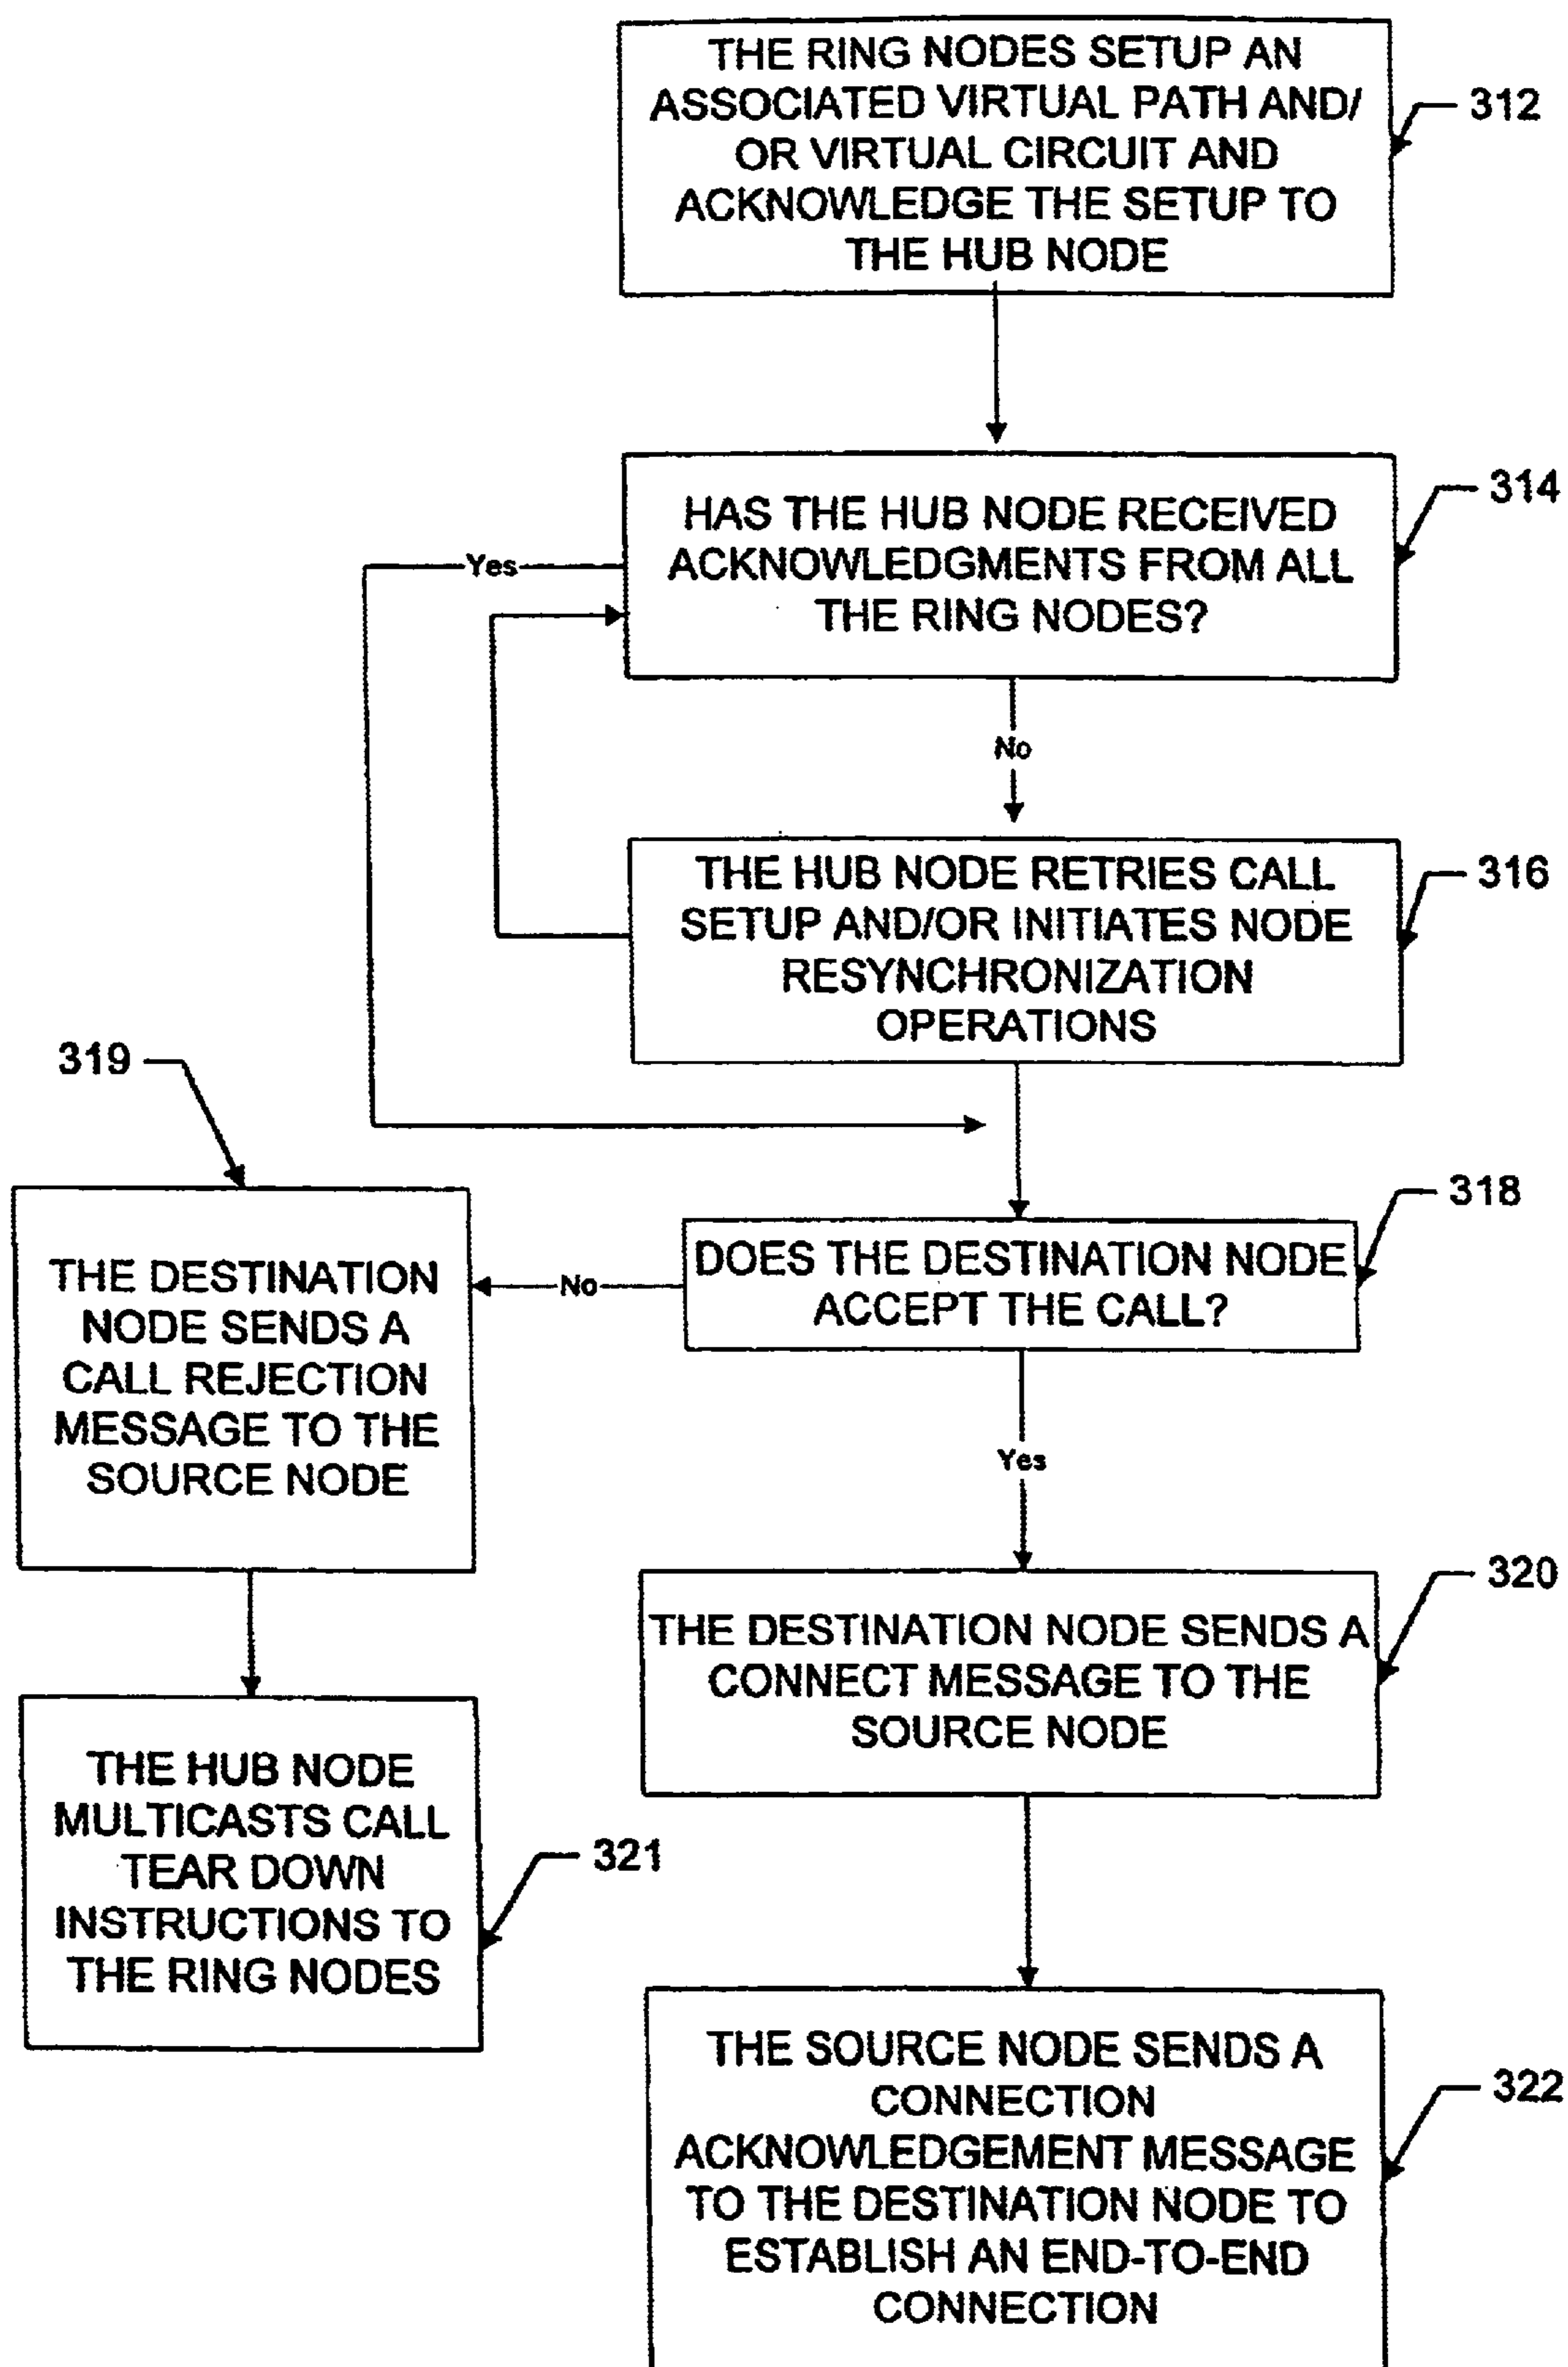 THE RING NODES SETUP AN
ASSOCIATED VIRTUAL PATH AND/
OR VIRTUAL CIRCUIT AND
ACKNOWLEDGE THE SETUP TO
THE HUB NODE
312
HAS THE HUB NODE RECEIVED
ACKNOWLEDGMENTS FROM ALL
THE RING NODES?
314
Yes
No
THE HUB NODE RETRIES CALL
SETUP AND/OR INITIATES NODE
RESYNCHRONIZATION
OPERATIONS
316
319
318
DOES THE DESTINATION NODE
ACCEPT THE CALL?
No
THE DESTINATION
NODE SENDS A
CALL REJECTION
MESSAGE TO THE
SOURCE NODE
Yes
320
THE DESTINATION NODE SENDS A
CONNECT MESSAGE TO THE
SOURCE NODE
THE HUB NODE
MULTICASTS CALL
TEAR DOWN
INSTRUCTIONS TO
THE RING NODES
321
THE SOURCE NODE SENDS A
CONNECTION
ACKNOWLEDGEMENT MESSAGE
TO THE DESTINATION NODE TO
ESTABLISH AN END-TO-END
CONNECTION
322